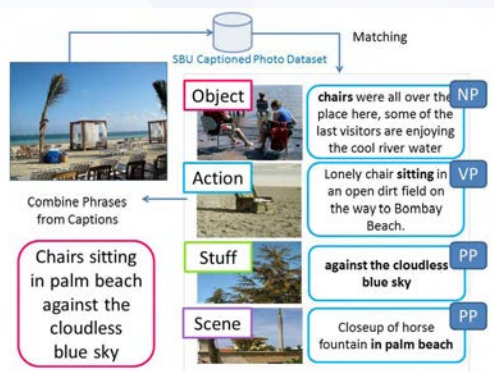 SBU Captioned Photo Dataset
Matching
Object
NP
chairs were all over the
place here, some of the
last visitors are enjoying
the cool river water
Action
VP
Lonely chair sitting in
an open dirt field on
the way to Bombay
Beach.
Combine Phrases
from Captions
Stuff
PP
against the cloudless
blue sky
Chairs sitting
in palm beach
against the
cloudless
blue sky
Scene
PP
Closeup of horse
fountain in palm beach